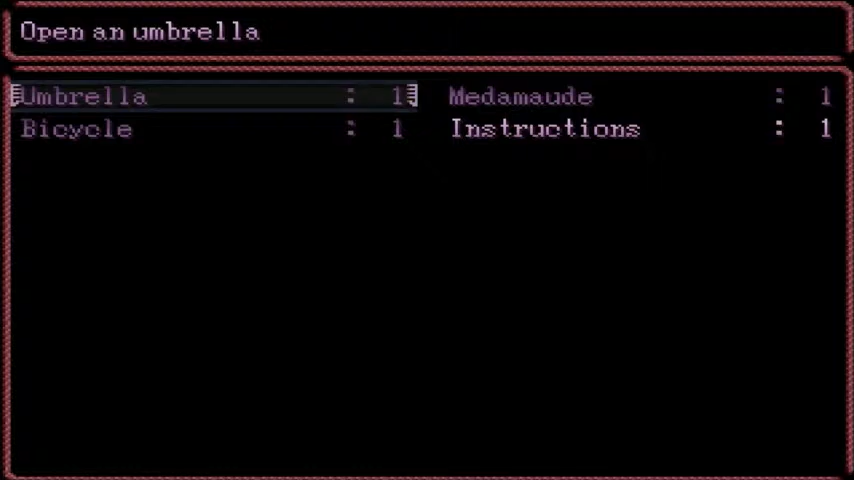 Open an umbrella
Umbrella : 1 Medamaude : 1
Bicycle : 1 Instructions : 1